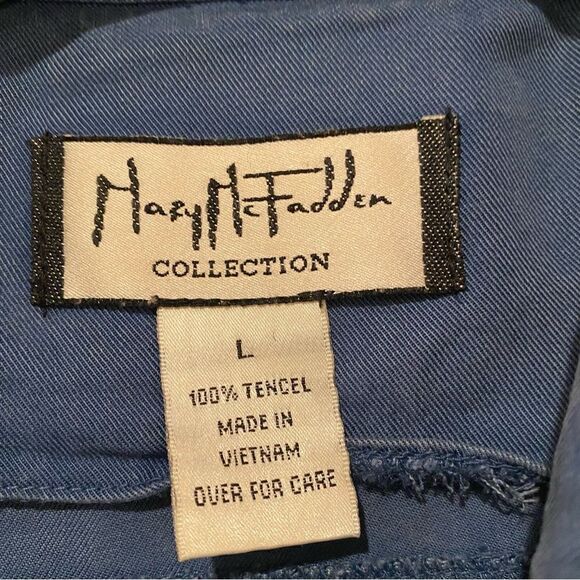 Mary McFadden
COLLECTION
L
100% TENCEL
MADE IN
VIETNAM
OVER FOR CARE